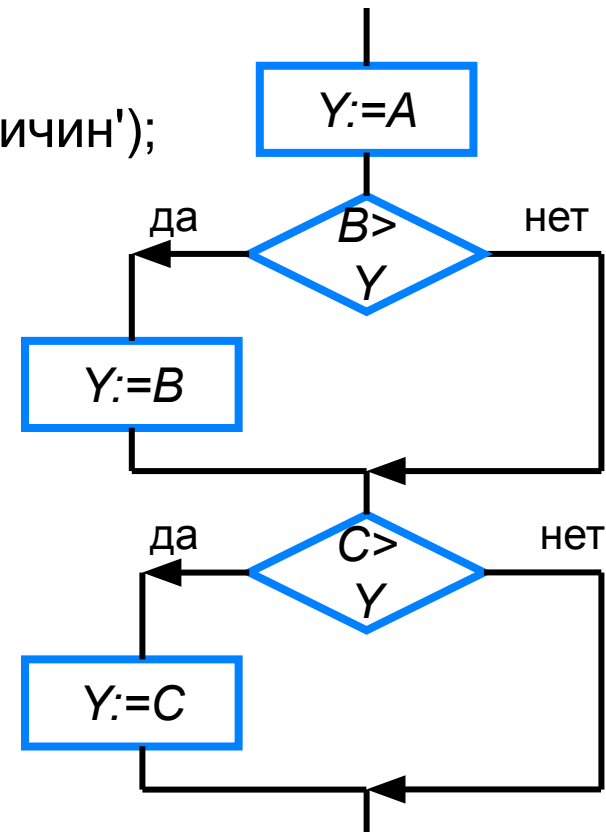 Y:=A
ичин');
да
B>
нет
Y
Y:=B
да
C>
нет
Y
Y:=C